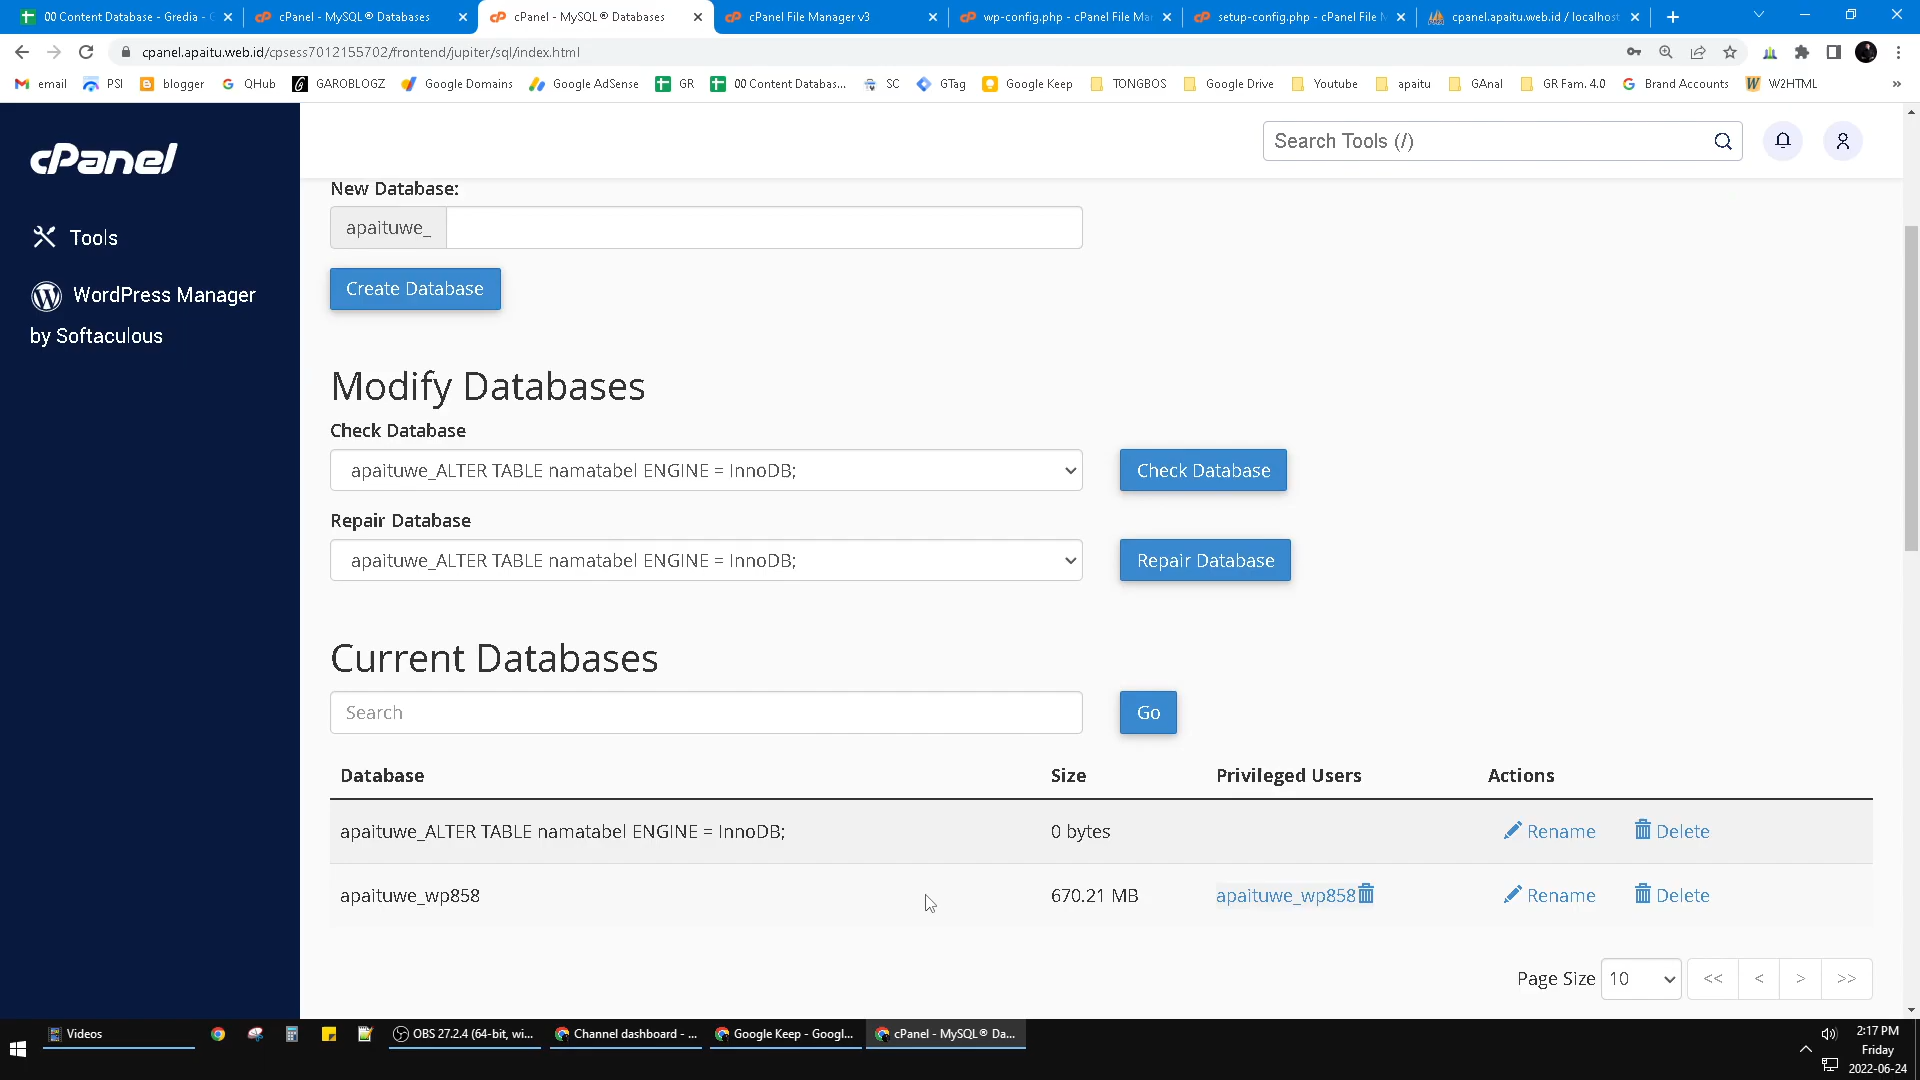 00 Content Database - Gredia - G
cPanel - MySQL® Databases
cPanel - MySQL® Databases
cPanel File Manager v3
wp-config.php - cPanel File Ma
setup-config.php - cPanel File M
cpanel.apaitu.web.id / localhost
cpanel.apaitu.web.id/cpsess7012155702/frontend/jupiter/sql/index.html
email
PSI
blogger
QHub
GAROBLOGZ
Google Domains
Google AdSense
GR
00 Content Databas...
SC
GTag
Google Keep
TONGBOS
Google Drive
Youtube
apaitu
GAnal
GR Fam. 4.0
Brand Accounts
W2HTML
»
cPanel
Search Tools (/)
Tools
WordPress Manager
by Softaculous
New Database:
apaituwe_
Create Database
Modify Databases
Check Database
apaituwe_ALTER TABLE namatabel ENGINE = InnoDB;
Check Database
Repair Database
apaituwe_ALTER TABLE namatabel ENGINE = InnoDB;
Repair Database
Current Databases
Search
Go
Database Size Privileged Users Actions
apaituwe_ALTER TABLE namatabel ENGINE = InnoDB; 0 bytes Rename Delete
apaituwe_wp858 670.21 MB apaituwe_wp858 Rename Delete
Page Size 10 << < > >>
Videos
OBS 27.2.4 (64-bit, wi...
Channel dashboard - ...
Google Keep - Googl...
cPanel - MySQL® Da...
2:17 PM
Friday
2022-06-24